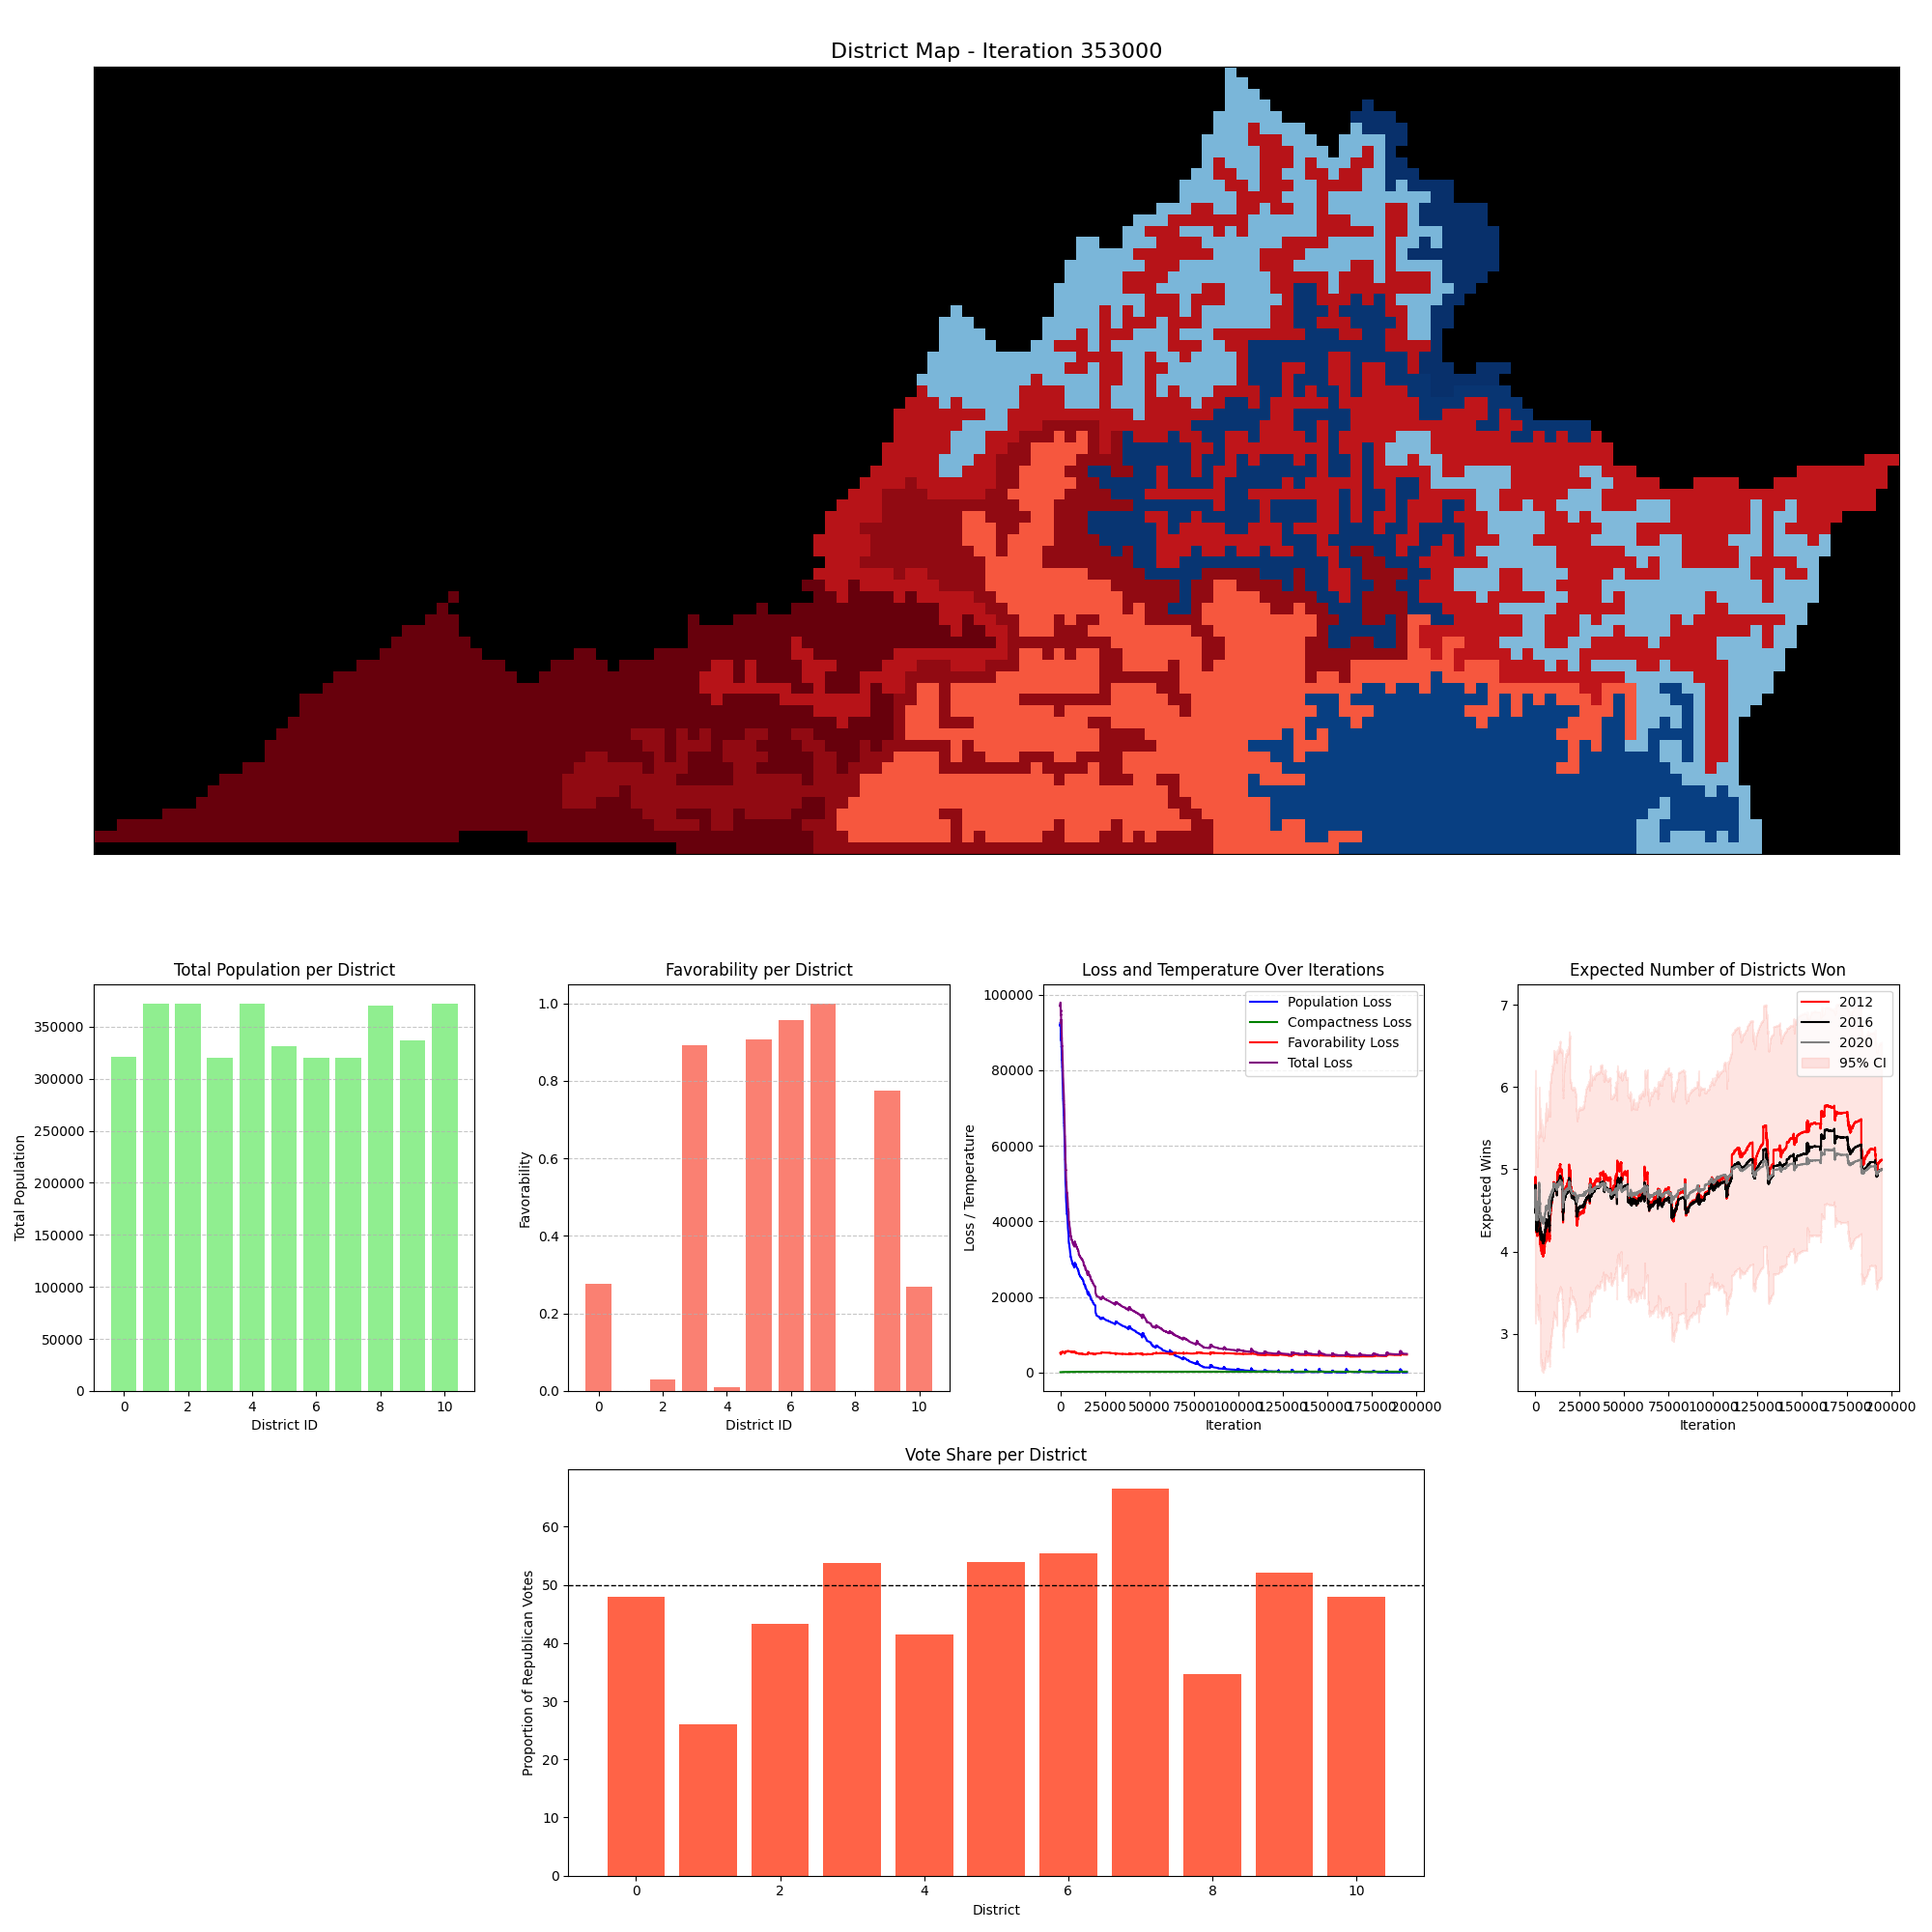 District Map - Iteration 353000
Total Population per District
Total Population
350000
300000
250000
200000
150000
100000
50000
0
0 2 4 6 8 10
District ID
Favorability per District
Favorability
1.0
0.8
0.6
0.4
0.2
0.0
0 2 4 6 8 10
District ID
Loss and Temperature Over Iterations
Loss / Temperature
100000
80000
60000
40000
20000
0
Population Loss
Compactness Loss
Favorability Loss
Total Loss
0 25000 50000 75000 100000 125000 150000 175000 200000
Iteration
Expected Number of Districts Won
Expected Wins
7
6
5
4
3
2012
2016
2020
95% CI
0 25000 50000 75000 100000 125000 150000 175000 200000
Iteration
Vote Share per District
Proportion of Republican Votes
60
50
40
30
20
10
0
0 2 4 6 8 10
District